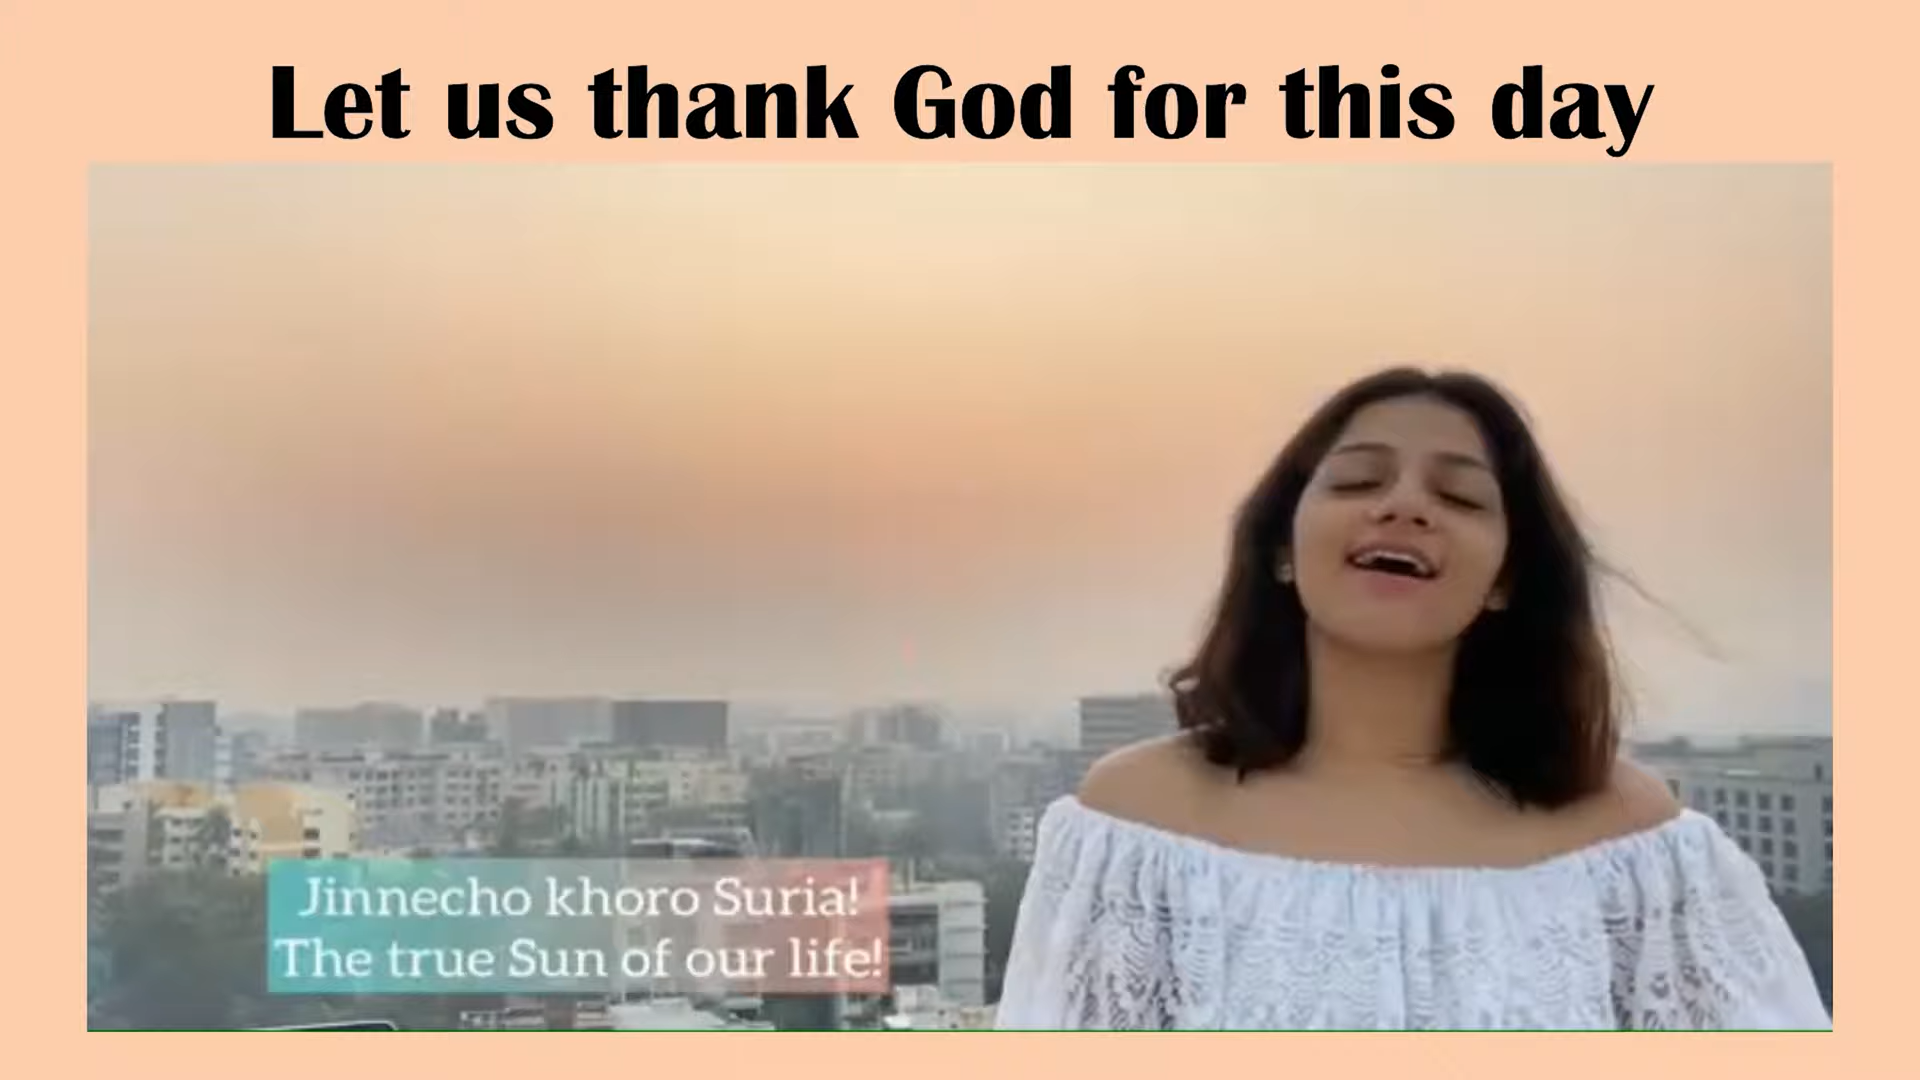 Let us thank God for this day
Jinnecho khoro Suria!
The true Sun of our life!